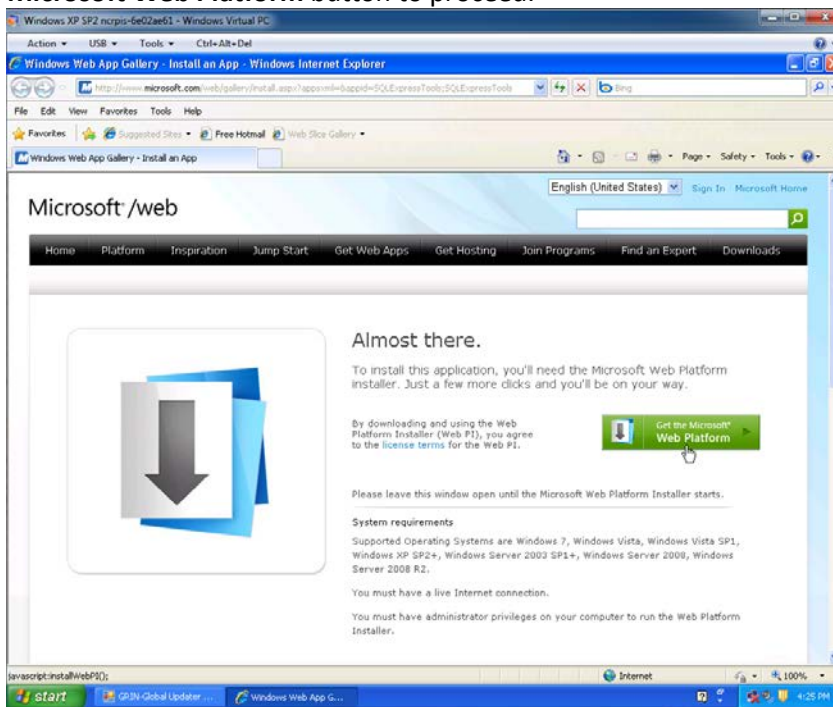 Microsoft Web Platform button to proceed.
Windows XP SP2 ncrpis-6e02ae61 - Windows Virtual PC
Action USB Tools Ctrl+Alt+Del
Windows Web App Gallery - Install an App - Windows Internet Explorer
Bing
File Edit View Favorites Tools Help
Favorites Suggested Sites Free Hotmail Web Slice Gallery
Windows Web App Gallery - Install an App
Page Safety Tools
English (United States) Sign In Microsoft Home
Microsoft /web
Home Platform Inspiration Jump Start Get Web Apps Get Hosting Join Programs Find an Expert Downloads
Almost there.
To install this application, you'll need the Microsoft Web Platform
installer. Just a few more clicks and you'll be on your way.
By downloading and using the Web
Platform Installer (Web PI), you agree
to the license terms for the Web PI.
Get the Microsoft®
Web Platform
Please leave this window open until the Microsoft Web Platform Installer starts.
System requirements
Supported Operating Systems are Windows 7, Windows Vista, Windows Vista SP1,
Windows XP SP2+, Windows Server 2003 SP1+, Windows Server 2008, Windows
Server 2008 R2.
You must have a live Internet connection.
You must have administrator privileges on your computer to run the Web Platform
Installer.
javascript:installWebPI();
Internet
100%
start
GRIN-Global Updater ...
Windows Web App G...
4:25 PM